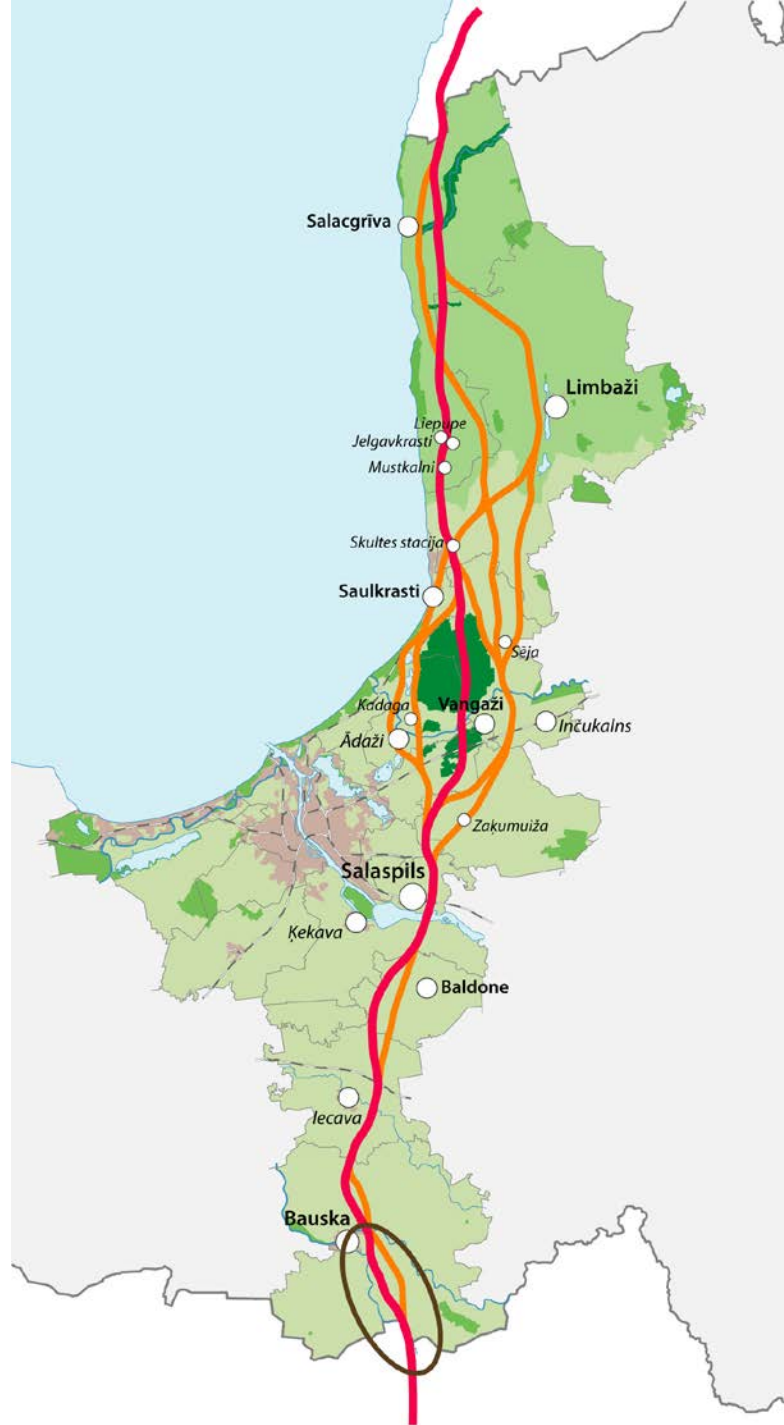 Salacgrīva
Limbaži
Liepupe
Jelgavkrasti
Mustkalni
Skultes stacija
Saulkrasti
Sēja
Kadaga
Vangaži
Inčukalns
Ādaži
Zaķumuiža
Salaspils
Ķekava
Baldone
Iecava
Bauska